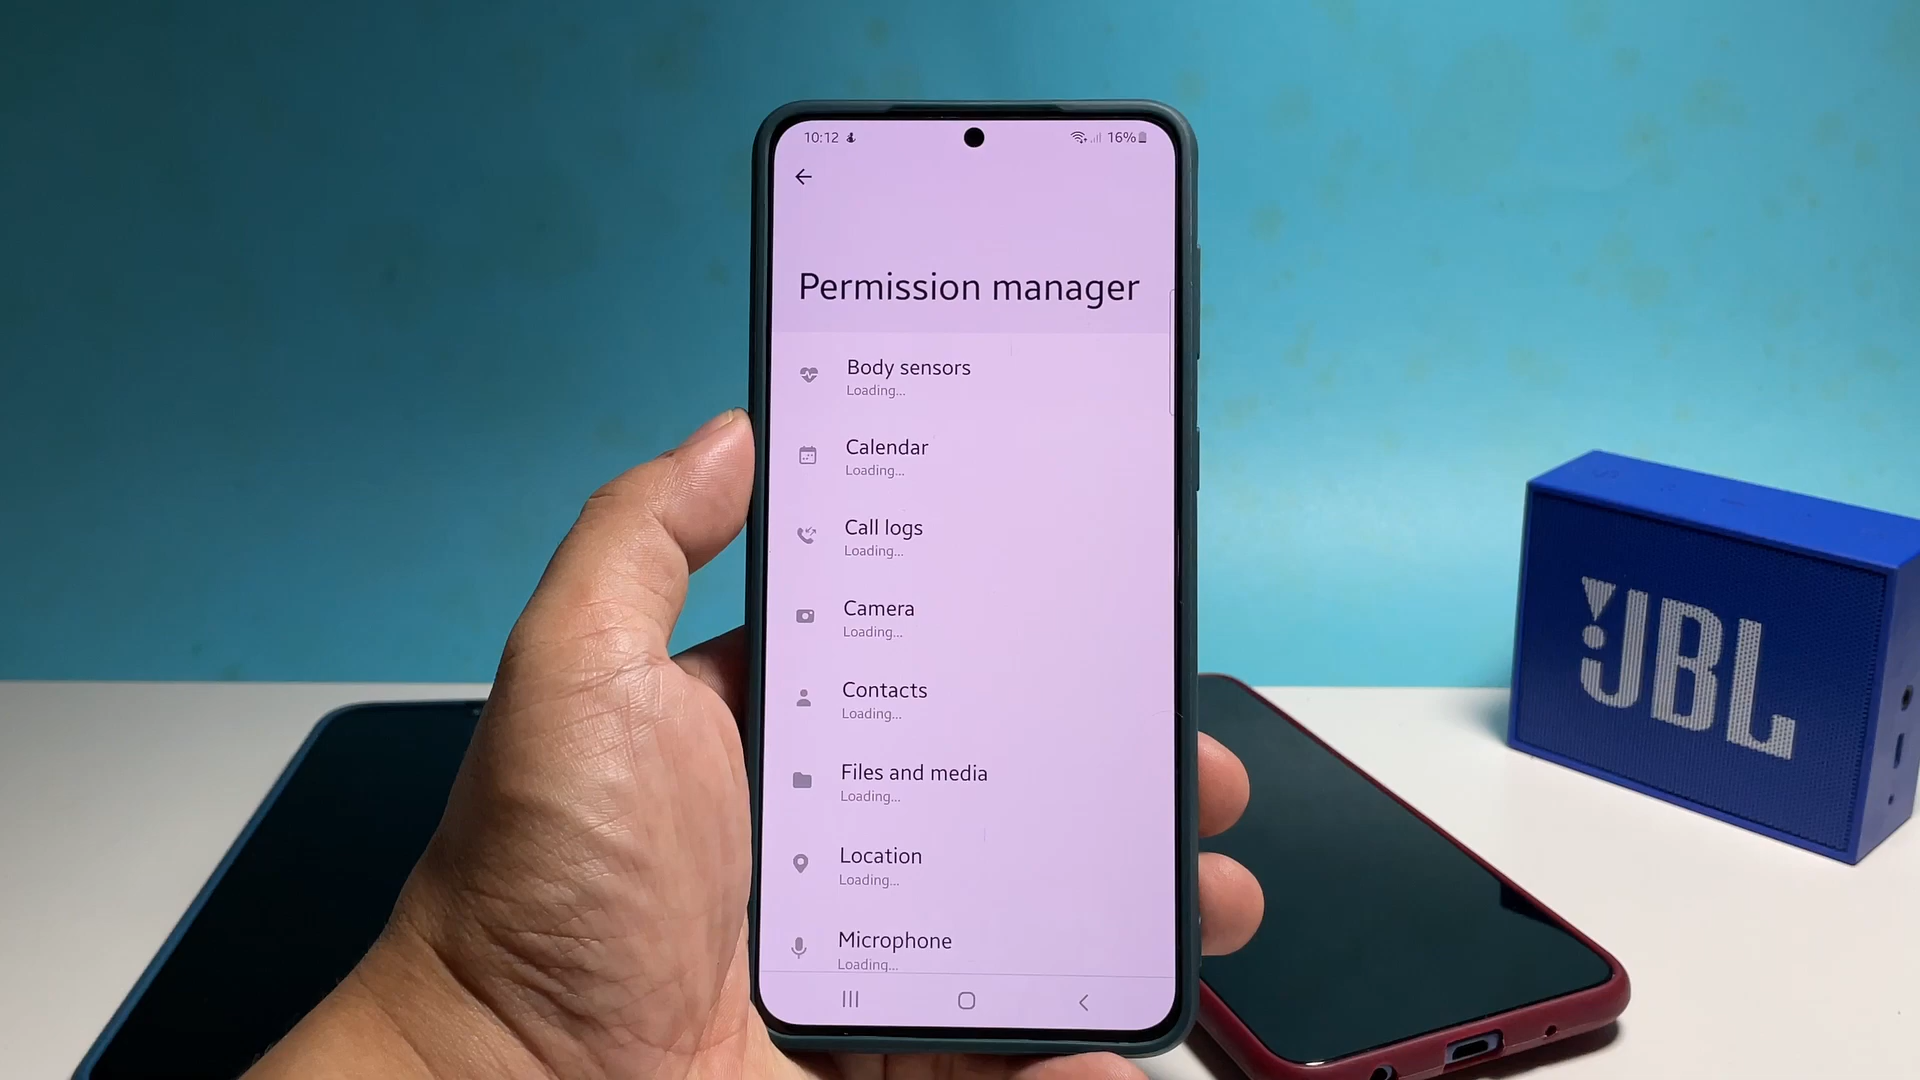 10:12
16%
Permission manager
Body sensors
Loading...
Calendar
Loading...
Call logs
Loading...
Camera
Loading...
Contacts
Loading...
Files and media
Loading...
Location
Loading...
Microphone
Loading...
JBL